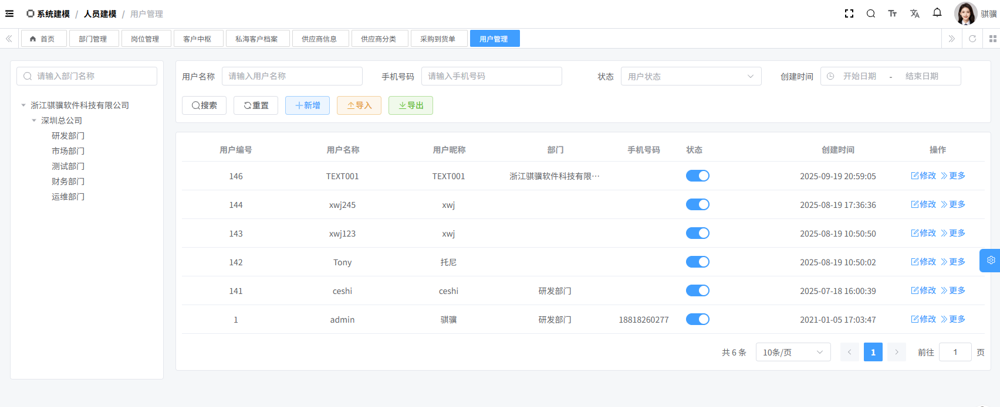 系统建模 / 人员建模 / 用户管理
骐骥
首页 部门管理 岗位管理 客户中枢 私海客户档案 供应商信息 供应商分类 采购到货单 用户管理
请输入部门名称
浙江骐骥软件科技有限公司
深圳总公司
研发部门
市场部门
测试部门
财务部门
运维部门
用户名称 请输入用户名称 手机号码 请输入手机号码 状态 用户状态 创建时间 开始日期 - 结束日期
搜索 重置 新增 导入 导出
用户编号 用户名称 用户昵称 部门 手机号码 状态 创建时间 操作
146 TEXT001 TEXT001 浙江骐骥软件科技有限… 2025-09-19 20:59:05 修改 更多
144 xwj245 xwj 2025-08-19 17:36:36 修改 更多
143 xwj123 xwj 2025-08-19 10:50:50 修改 更多
142 Tony 托尼 2025-08-19 10:50:02 修改 更多
141 ceshi ceshi 研发部门 2025-07-18 16:00:39 修改 更多
1 admin 骐骥 研发部门 18818260277 2021-01-05 17:03:47 修改 更多
共 6 条 10条/页 1 前往 1 页